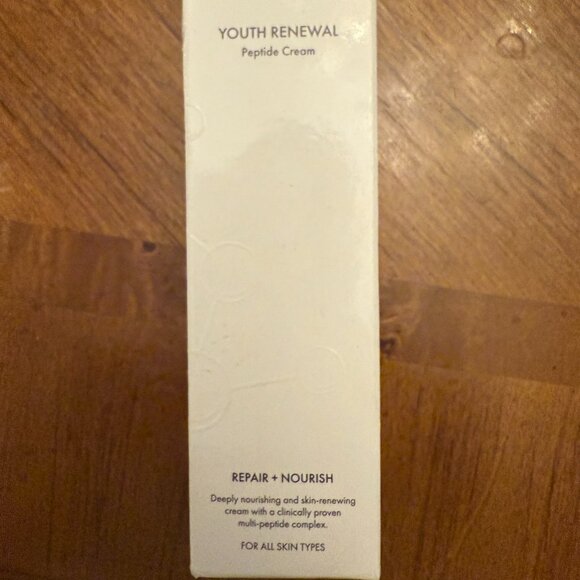 YOUTH RENEWAL
Peptide Cream
REPAIR + NOURISH
Deeply nourishing and skin-renewing
cream with a clinically proven
multi-peptide complex.
FOR ALL SKIN TYPES